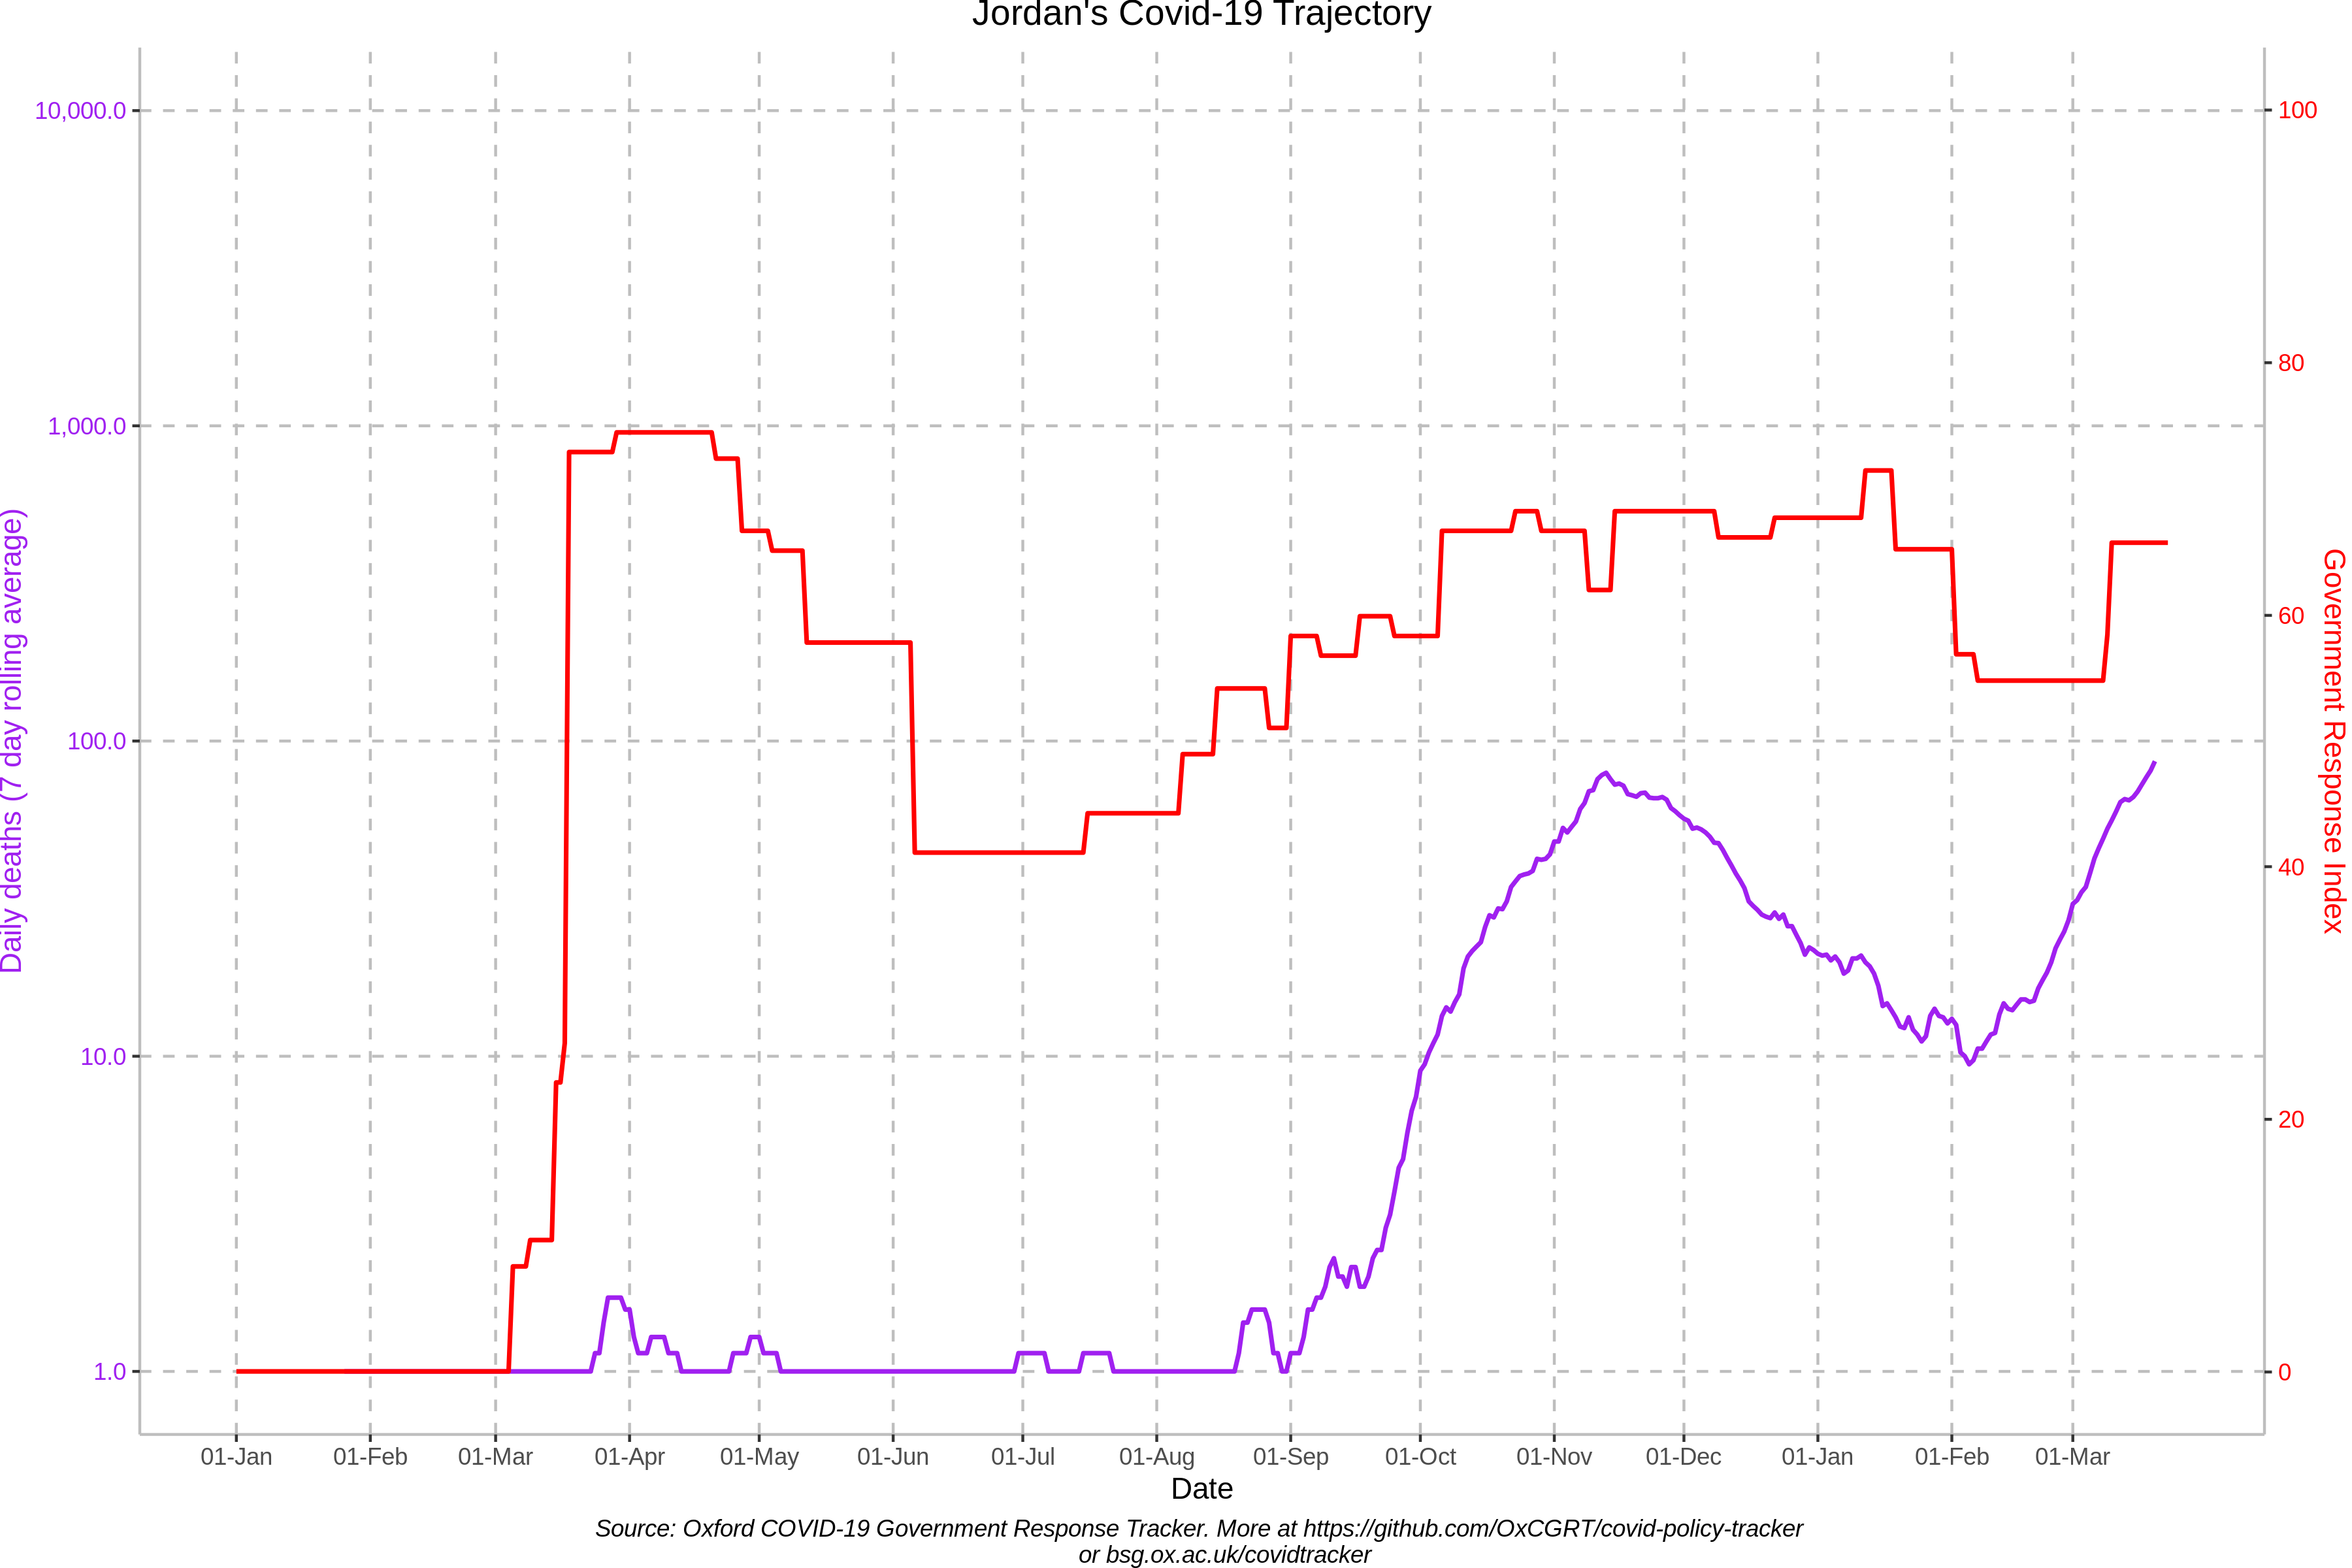 Jordan's Covid-19 Trajectory
10,000.0
1,000.0
100.0
10.0
1.0
Daily deaths (7 day rolling average)
100
80
60
40
20
0
Government Response Index
01-Jan 01-Feb 01-Mar 01-Apr 01-May 01-Jun 01-Jul 01-Aug 01-Sep 01-Oct 01-Nov 01-Dec 01-Jan 01-Feb 01-Mar
Date
Source: Oxford COVID-19 Government Response Tracker. More at https://github.com/OxCGRT/covid-policy-tracker
or bsg.ox.ac.uk/covidtracker